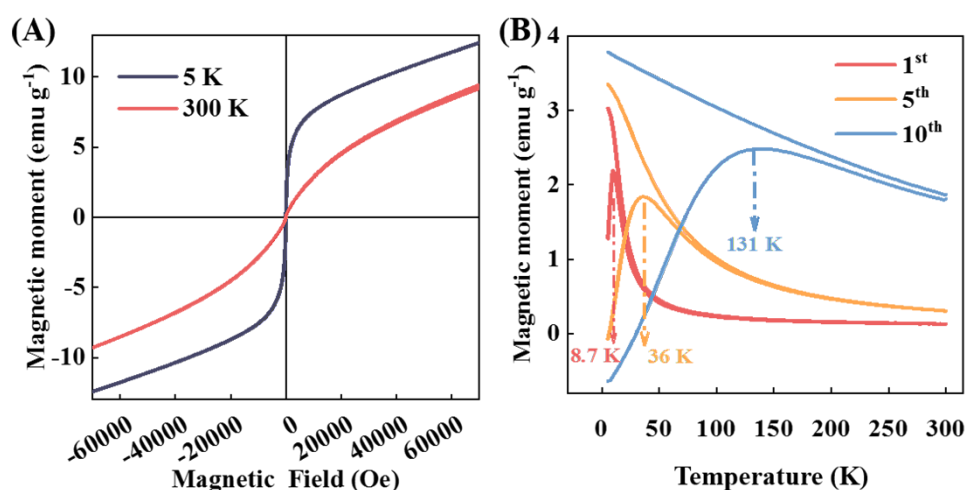 (A)
Magnetic moment (emu g⁻¹)
10
5
0
-5
-10
5 K
300 K
-60000
-40000
-20000
0
20000
40000
60000
Magnetic Field (Oe)
(B)
Magnetic moment (emu g⁻¹)
4
3
2
1
0
1ˢᵗ
5ᵗʰ
10ᵗʰ
131 K
8.7 K
36 K
0
50
100
150
200
250
300
Temperature (K)